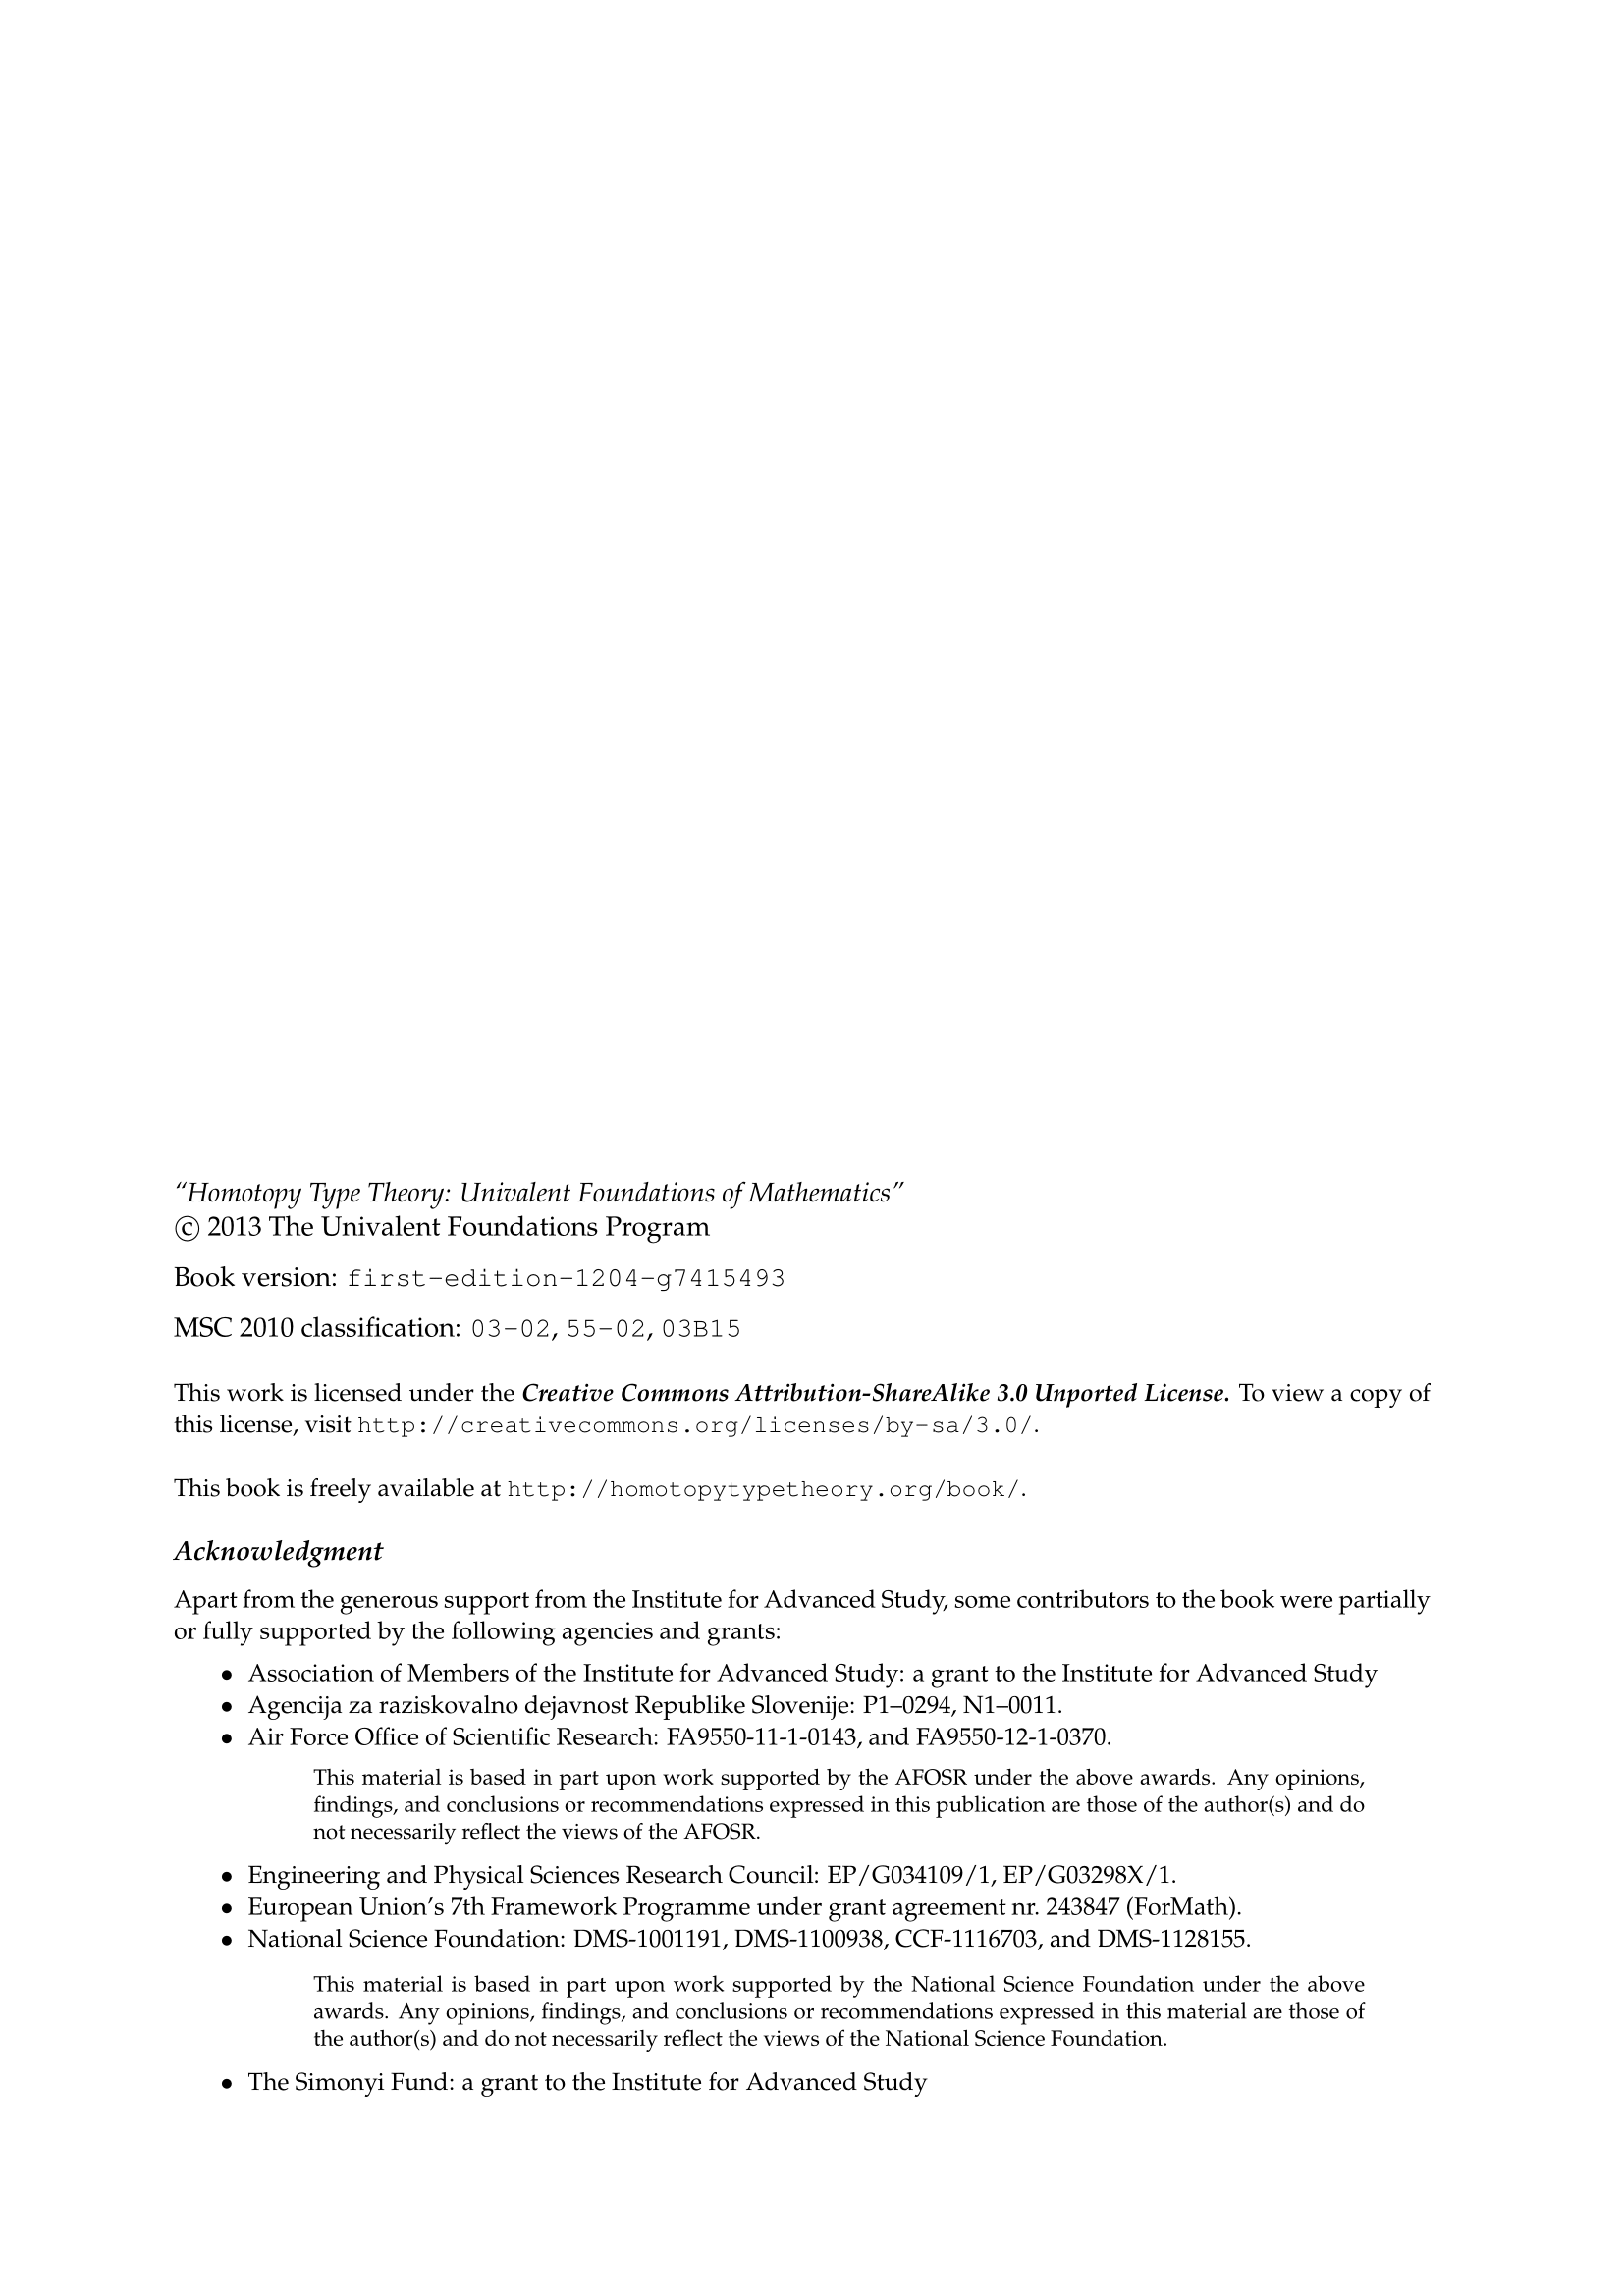 “Homotopy Type Theory: Univalent Foundations of Mathematics”
© 2013 The Univalent Foundations Program
Book version: first-edition-1204-g7415493
MSC 2010 classification: 03-02, 55-02, 03B15
This work is licensed under the Creative Commons Attribution-ShareAlike 3.0 Unported License. To view a copy of
this license, visit http://creativecommons.org/licenses/by-sa/3.0/.
This book is freely available at http://homotopytypetheory.org/book/.
Acknowledgment
Apart from the generous support from the Institute for Advanced Study, some contributors to the book were partially
or fully supported by the following agencies and grants:
• Association of Members of the Institute for Advanced Study: a grant to the Institute for Advanced Study
• Agencija za raziskovalno dejavnost Republike Slovenije: P1–0294, N1–0011.
• Air Force Office of Scientific Research: FA9550-11-1-0143, and FA9550-12-1-0370.
This material is based in part upon work supported by the AFOSR under the above awards. Any opinions,
findings, and conclusions or recommendations expressed in this publication are those of the author(s) and do
not necessarily reflect the views of the AFOSR.
• Engineering and Physical Sciences Research Council: EP/G034109/1, EP/G03298X/1.
• European Union’s 7th Framework Programme under grant agreement nr. 243847 (ForMath).
• National Science Foundation: DMS-1001191, DMS-1100938, CCF-1116703, and DMS-1128155.
This material is based in part upon work supported by the National Science Foundation under the above
awards. Any opinions, findings, and conclusions or recommendations expressed in this material are those of
the author(s) and do not necessarily reflect the views of the National Science Foundation.
• The Simonyi Fund: a grant to the Institute for Advanced Study